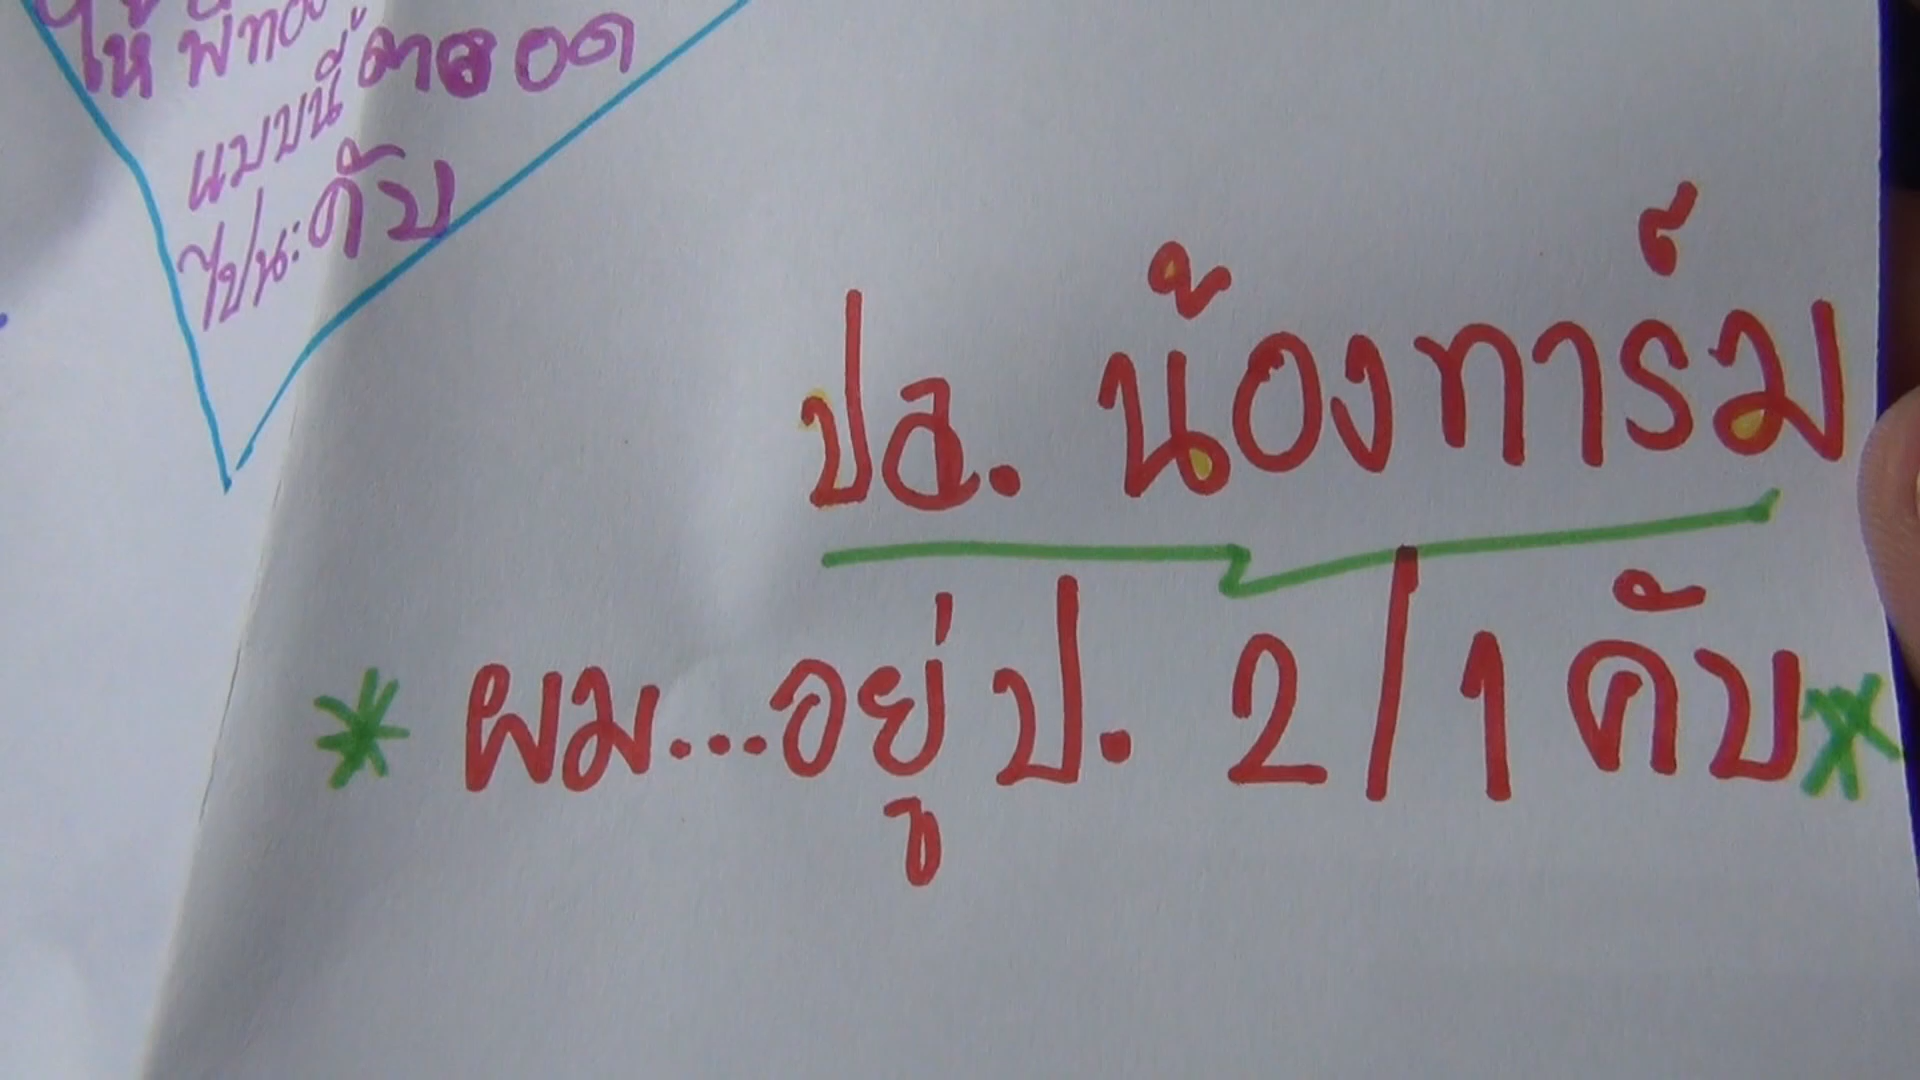 ให้ พี่
แบบนี้ตลอด
ไปนะคับ
ปล. น้องทาร์ม
* ผม...อยู่ ป. 2/1 คับ*